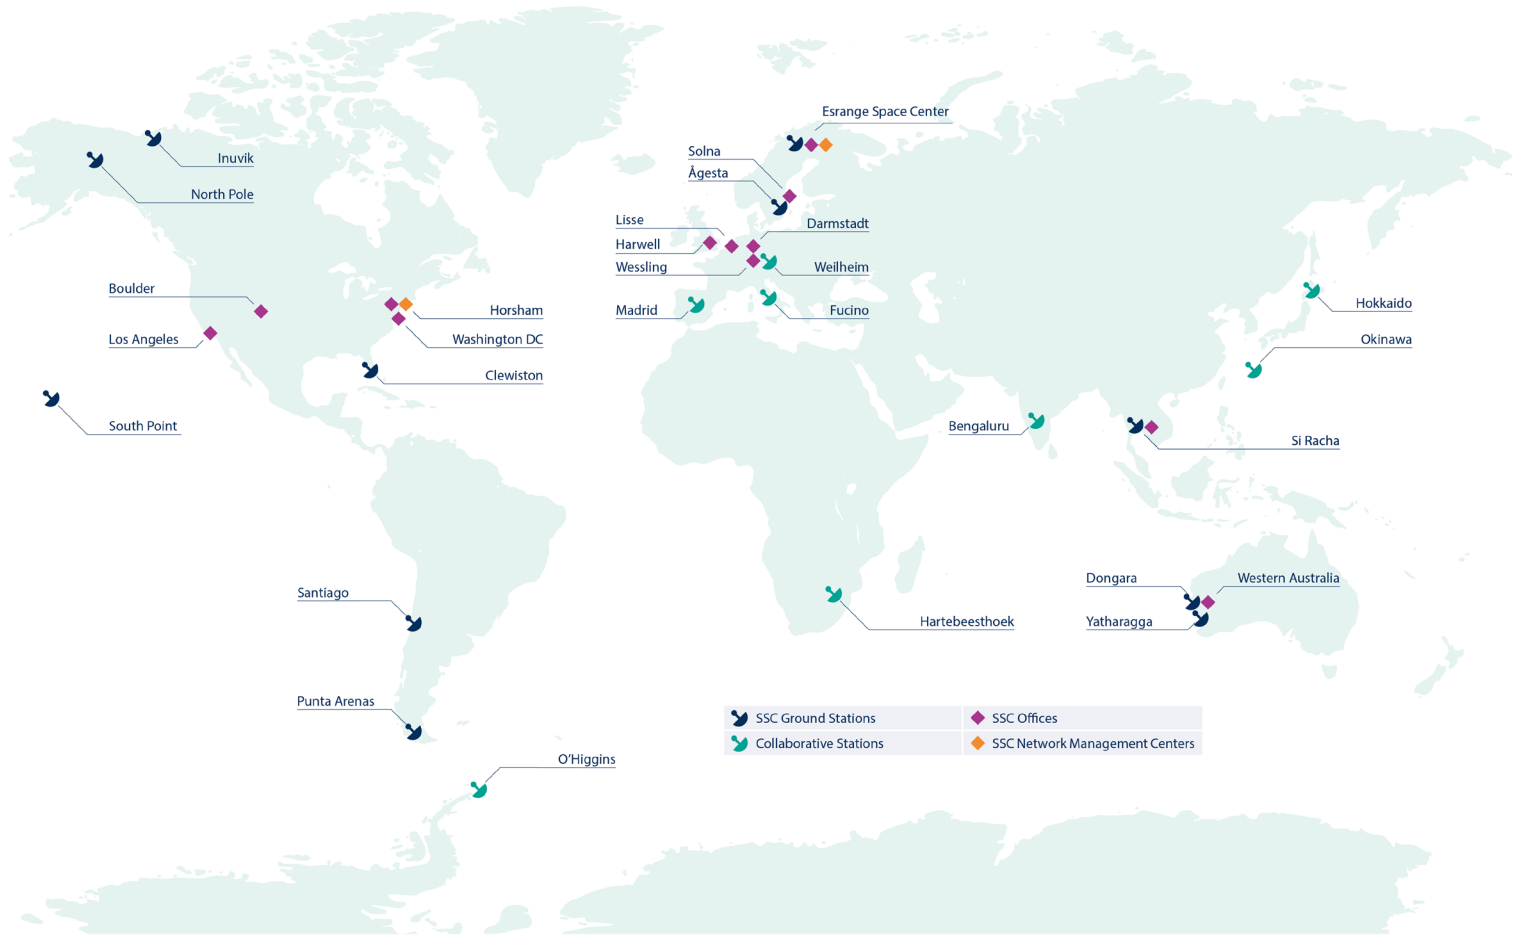 Esrange Space Center
Inuvik
Solna
Ågesta
North Pole
Lisse
Darmstadt
Harwell
Wessling
Weilheim
Boulder
Horsham
Madrid
Fucino
Hokkaido
Los Angeles
Washington DC
Okinawa
Clewiston
South Point
Bengaluru
Si Racha
Santiago
Dongara
Western Australia
Hartebeesthoek
Yatharagga
Punta Arenas
SSC Ground Stations
SSC Offices
Collaborative Stations
SSC Network Management Centers
O'Higgins